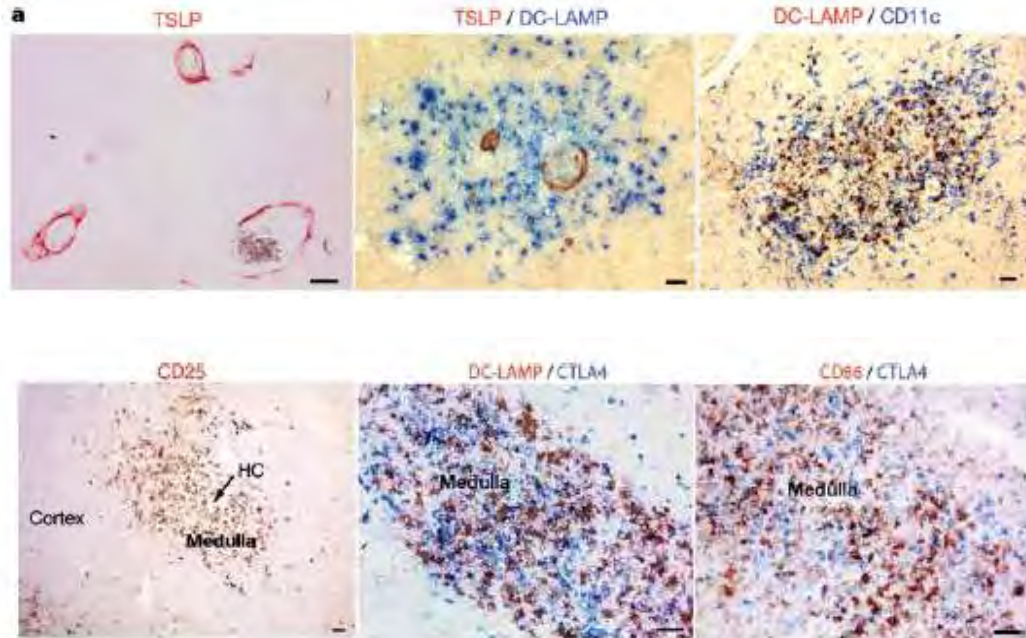 a
TSLP
TSLP / DC-LAMP
DC-LAMP / CD11c
CD25
DC-LAMP / CTLA4
CD86 / CTLA4
HC
Cortex
Medulla
Medulla
Medulla